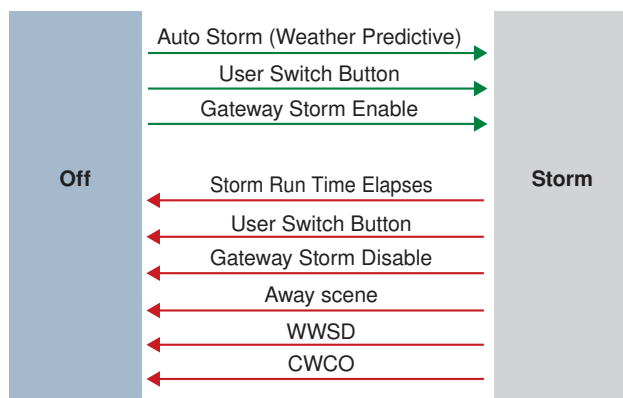 Auto Storm (Weather Predictive)
User Switch Button
Gateway Storm Enable
Off
Storm
Storm Run Time Elapses
User Switch Button
Gateway Storm Disable
Away scene
WWSD
CWCO